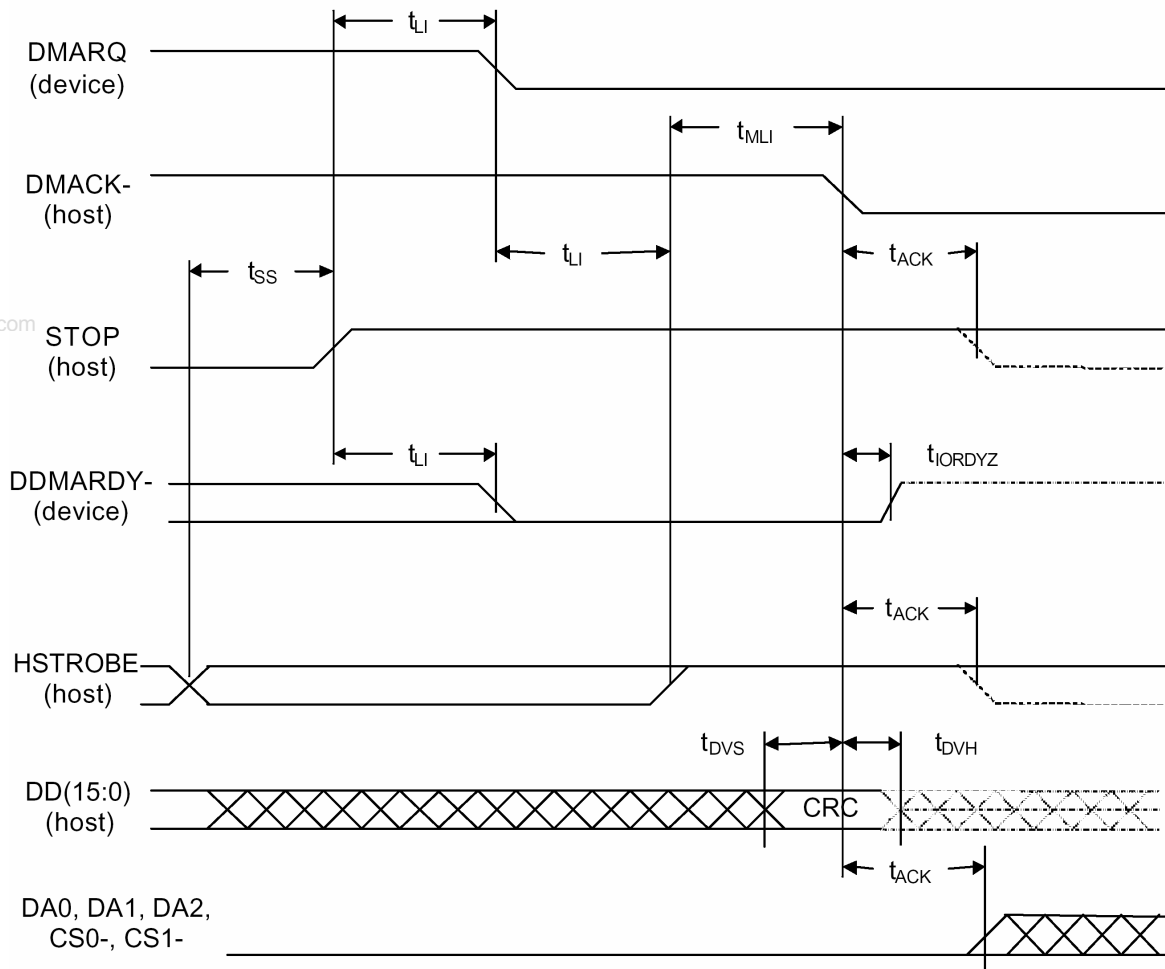 tLI
DMARQ
(device)
tMLI
DMACK-
(host)
tLI
tACK
tSS
com
STOP
(host)
tLI
tIORDYZ
DDMARDY-
(device)
tACK
HSTROBE
(host)
tDVS
tDVH
DD(15:0)
(host)
CRC
tACK
DA0, DA1, DA2,
CS0-, CS1-